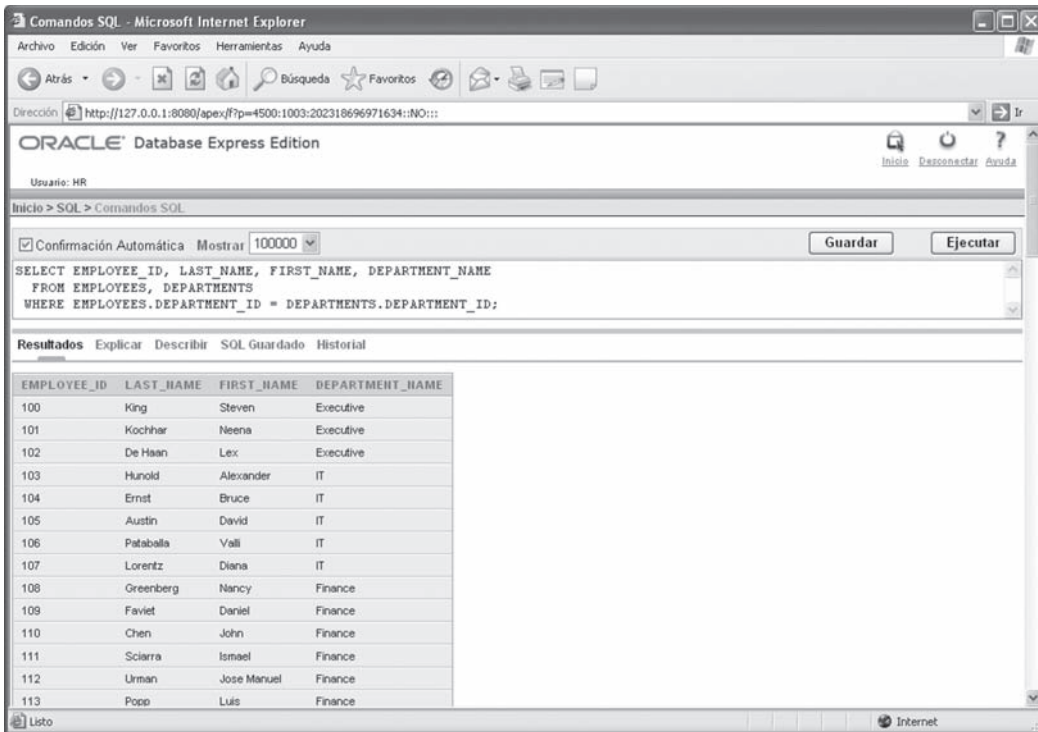 Comandos SQL - Microsoft Internet Explorer
Archivo Edición Ver Favoritos Herramientas Ayuda
Atrás Búsqueda Favoritos
Dirección http://127.0.0.1:8080/apex/f?p=4500:1003:202318696971634::NO::: Ir
ORACLE Database Express Edition
Inicio Desconectar Ayuda
Usuario: HR
Inicio > SQL > Comandos SQL
Confirmación Automática Mostrar 100000 Guardar Ejecutar
SELECT EMPLOYEE_ID, LAST_NAME, FIRST_NAME, DEPARTMENT_NAME
FROM EMPLOYEES, DEPARTMENTS
WHERE EMPLOYEES.DEPARTMENT_ID = DEPARTMENTS.DEPARTMENT_ID;
Resultados Explicar Describir SQL Guardado Historial
EMPLOYEE_ID LAST_NAME FIRST_NAME DEPARTMENT_NAME
100 King Steven Executive
101 Kochhar Neena Executive
102 De Haan Lex Executive
103 Hunold Alexander IT
104 Ernst Bruce IT
105 Austin David IT
106 Pataballa Valli IT
107 Lorentz Diana IT
108 Greenberg Nancy Finance
109 Faviet Daniel Finance
110 Chen John Finance
111 Sciarra Ismael Finance
112 Urman Jose Manuel Finance
113 Popp Luis Finance
Listo Internet